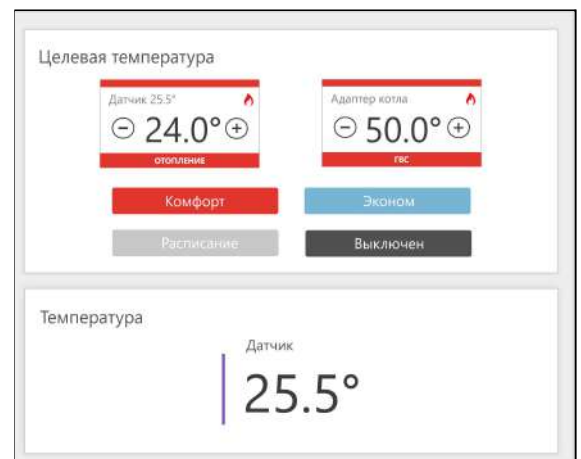 Целевая температура
Датчик 25.5°
− 24.0° +
отопление
Адаптер котла
− 50.0° +
ГВС
Комфорт
Эконом
Расписание
Выключен
Температура
Датчик
25.5°